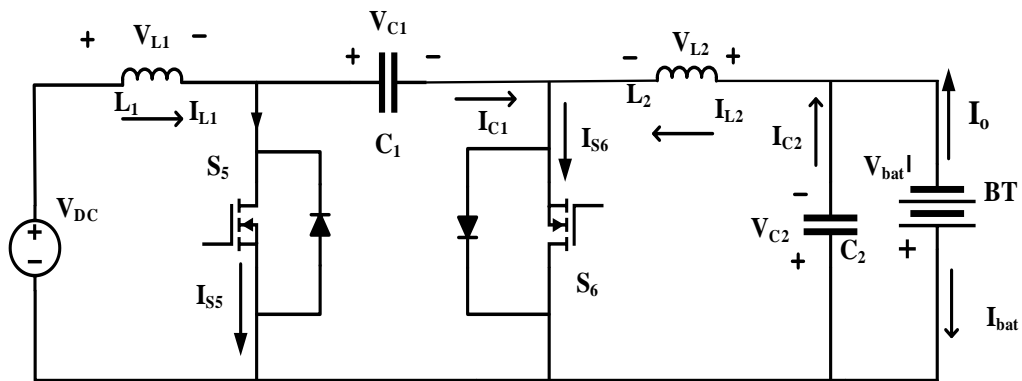 + V_L1 −
V_C1
+ −
− V_L2 +
L_1 I_L1
C_1
I_C1
L_2 I_L2
S_5
I_S6
I_C2
I_o
V_DC
+
−
−
V_C2
+
C_2
V_bat
BT
+
I_S5
S_6
I_bat